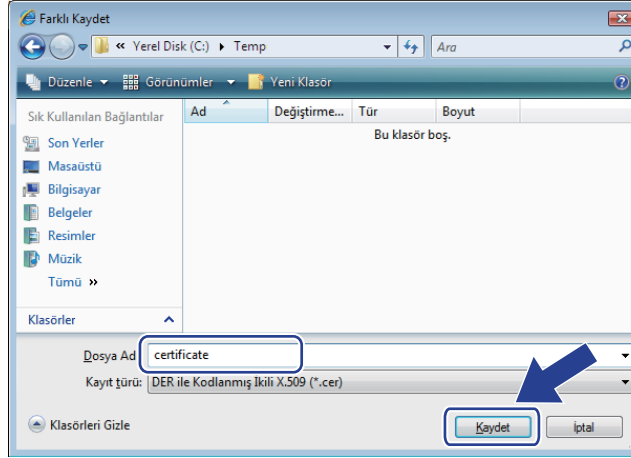 Farklı Kaydet
« Yerel Disk (C:) ▸ Temp
Ara
Düzenle
Görünümler
Yeni Klasör
Sık Kullanılan Bağlantılar
Ad
Değiştirme...
Tür
Boyut
Bu klasör boş.
Son Yerler
Masaüstü
Bilgisayar
Belgeler
Resimler
Müzik
Tümü »
Klasörler
Dosya Ad
certificate
Kayıt türü: DER ile Kodlanmış Ikili X.509 (*.cer)
Klasörleri Gizle
Kaydet
İptal